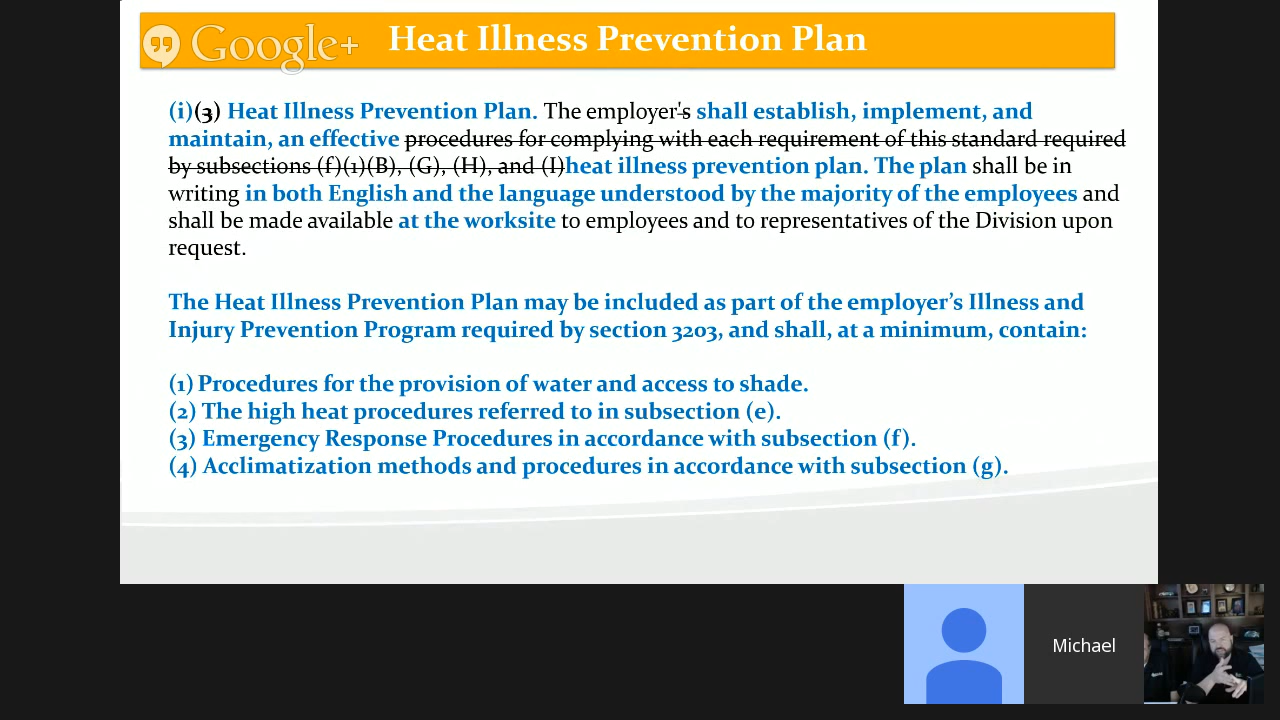 Google+ Heat Illness Prevention Plan
(i)(3) Heat Illness Prevention Plan. The employer's shall establish, implement, and
maintain, an effective procedures for complying with each requirement of this standard required
by subsections (f)(1)(B), (G), (H), and (I)heat illness prevention plan. The plan shall be in
writing in both English and the language understood by the majority of the employees and
shall be made available at the worksite to employees and to representatives of the Division upon
request.
The Heat Illness Prevention Plan may be included as part of the employer’s Illness and
Injury Prevention Program required by section 3203, and shall, at a minimum, contain:
(1) Procedures for the provision of water and access to shade.
(2) The high heat procedures referred to in subsection (e).
(3) Emergency Response Procedures in accordance with subsection (f).
(4) Acclimatization methods and procedures in accordance with subsection (g).
Michael